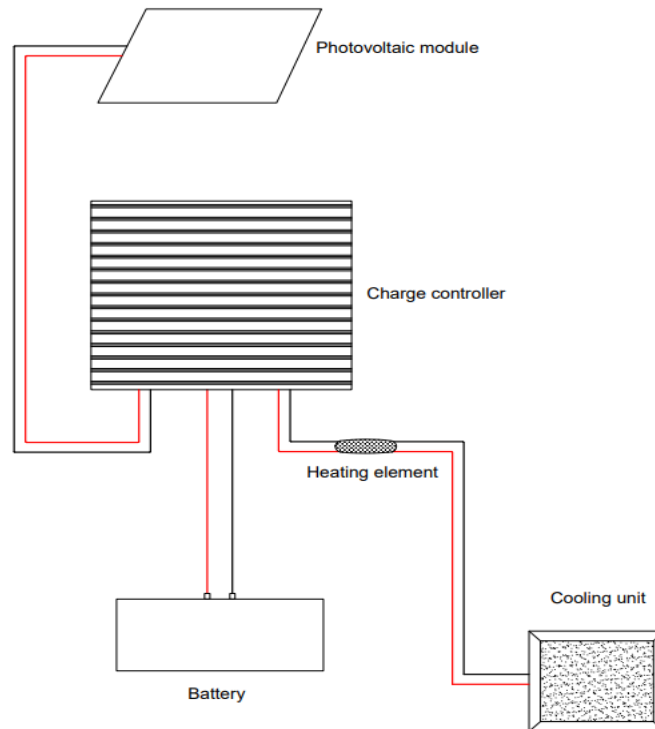 Photovoltaic module
Charge controller
Heating element
Cooling unit
Battery